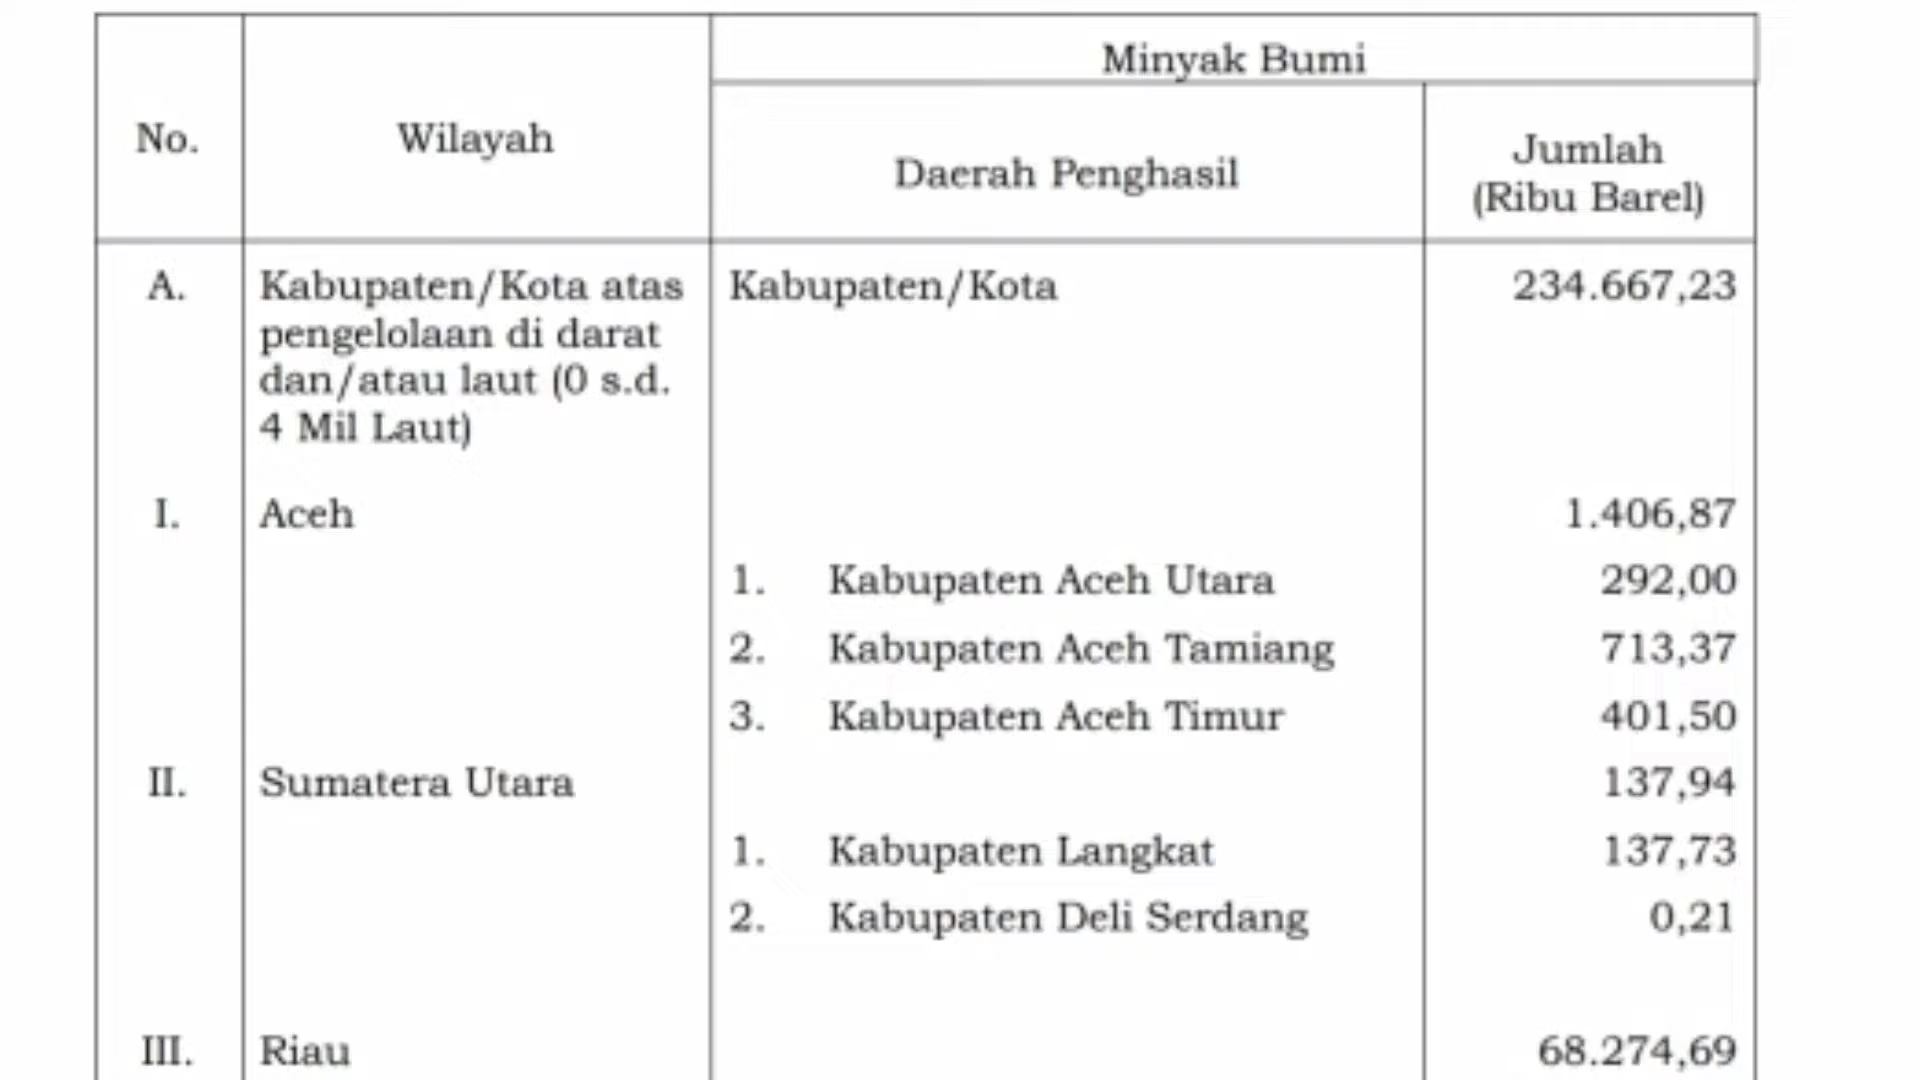 Minyak Bumi
No.
Wilayah
Daerah Penghasil
Jumlah
(Ribu Barel)
A.
Kabupaten/Kota atas
pengelolaan di darat
dan/atau laut (0 s.d.
4 Mil Laut)
Kabupaten/Kota
234.667,23
I.
Aceh
1.406,87
1. Kabupaten Aceh Utara 292,00
2. Kabupaten Aceh Tamiang 713,37
3. Kabupaten Aceh Timur 401,50
II. Sumatera Utara 137,94
1. Kabupaten Langkat 137,73
2. Kabupaten Deli Serdang 0,21
III. Riau 68.274,69